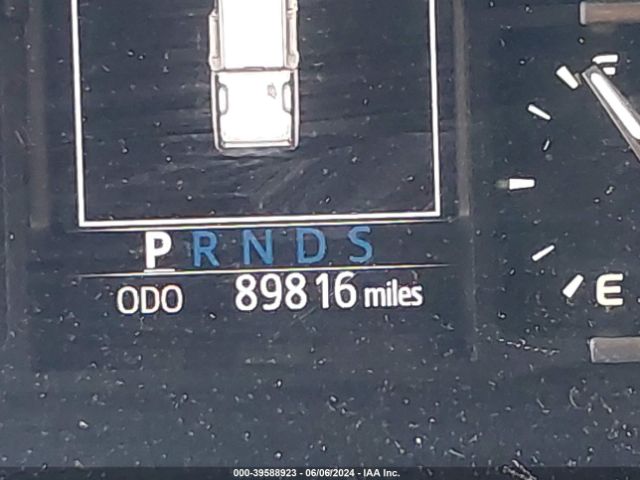 F
P R N D S
ODO 89816 miles
E
000-39588923 - 06/06/2024 - IAA Inc.